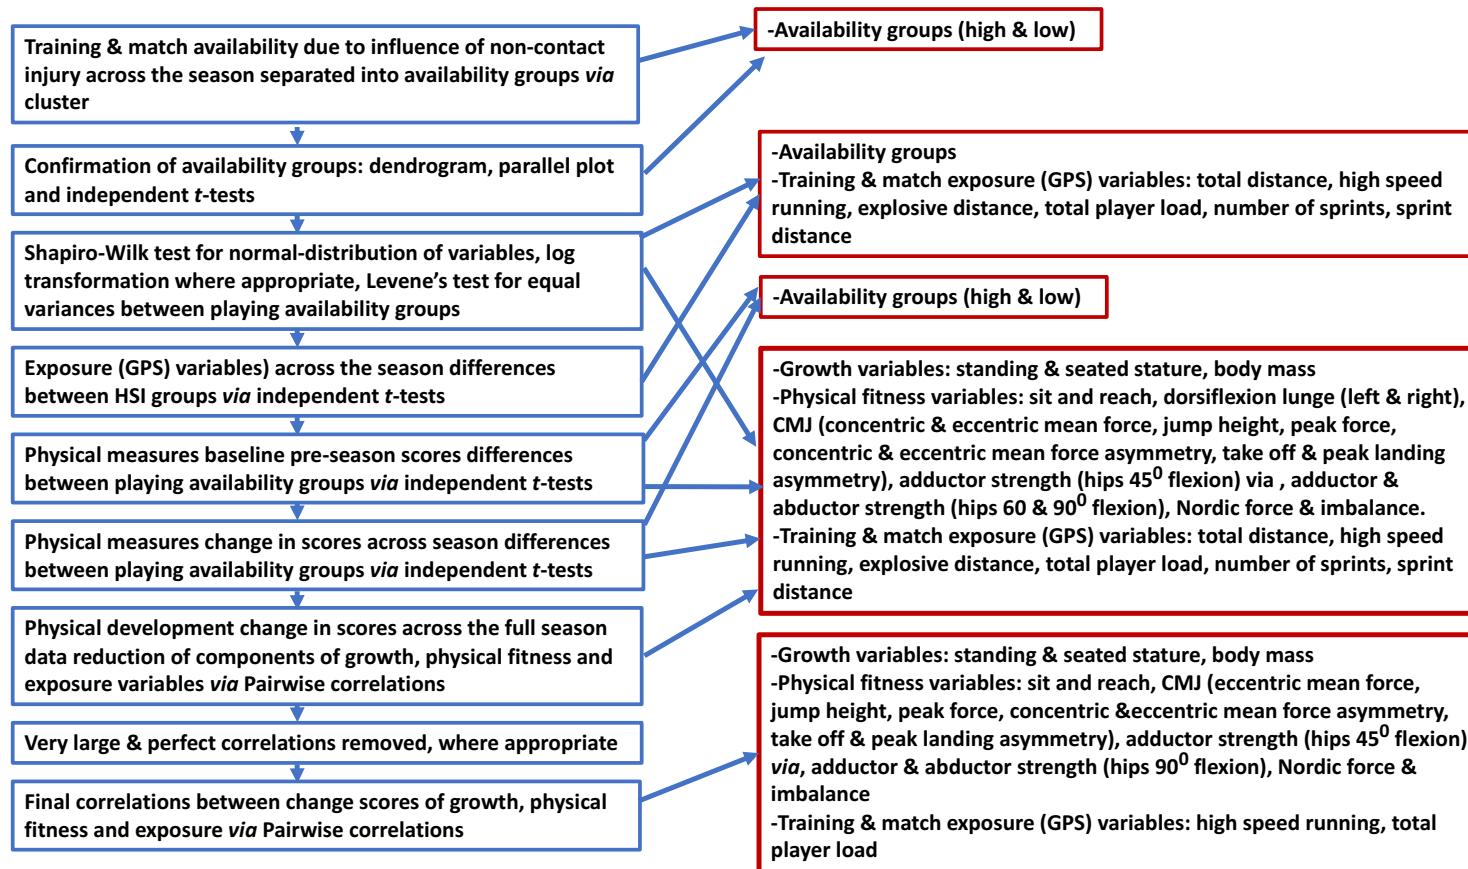 Training & match availability due to influence of non-contact
injury across the season separated into availability groups via
cluster
Confirmation of availability groups: dendrogram, parallel plot
and independent t-tests
Shapiro-Wilk test for normal-distribution of variables, log
transformation where appropriate, Levene's test for equal
variances between playing availability groups
Exposure (GPS) variables) across the season differences
between HSI groups via independent t-tests
Physical measures baseline pre-season scores differences
between playing availability groups via independent t-tests
Physical measures change in scores across season differences
between playing availability groups via independent t-tests
Physical development change in scores across the full season
data reduction of components of growth, physical fitness and
exposure variables via Pairwise correlations
Very large & perfect correlations removed, where appropriate
Final correlations between change scores of growth, physical
fitness and exposure via Pairwise correlations
-Availability groups (high & low)
-Availability groups
-Training & match exposure (GPS) variables: total distance, high speed
running, explosive distance, total player load, number of sprints, sprint
distance
-Availability groups (high & low)
-Growth variables: standing & seated stature, body mass
-Physical fitness variables: sit and reach, dorsiflexion lunge (left & right),
CMJ (concentric & eccentric mean force, jump height, peak force,
concentric & eccentric mean force asymmetry, take off & peak landing
asymmetry), adductor strength (hips 45⁰ flexion) via , adductor &
abductor strength (hips 60 & 90⁰ flexion), Nordic force & imbalance.
-Training & match exposure (GPS) variables: total distance, high speed
running, explosive distance, total player load, number of sprints, sprint
distance
-Growth variables: standing & seated stature, body mass
-Physical fitness variables: sit and reach, CMJ (eccentric mean force,
jump height, peak force, concentric &eccentric mean force asymmetry,
take off & peak landing asymmetry), adductor strength (hips 45⁰ flexion)
via, adductor & abductor strength (hips 90⁰ flexion), Nordic force &
imbalance
-Training & match exposure (GPS) variables: high speed running, total
player load